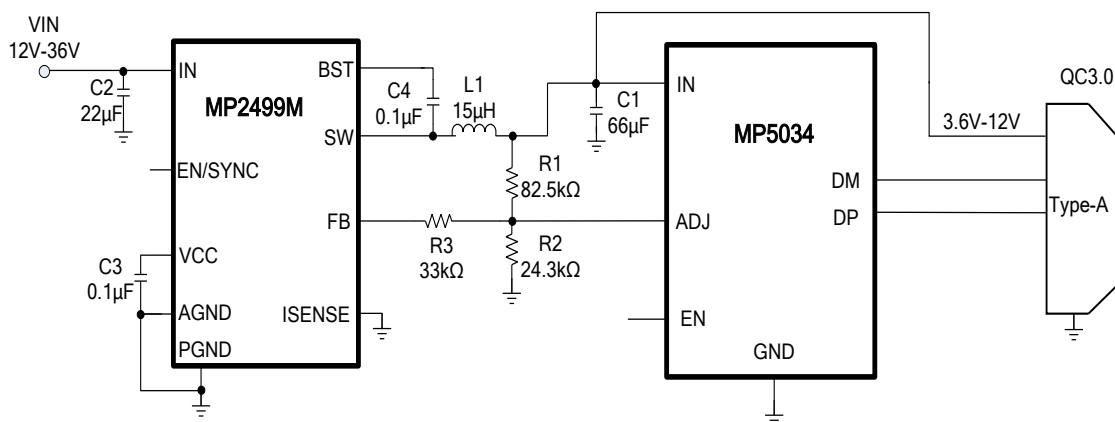 VIN
12V-36V
C2
22μF
IN
MP2499M
EN/SYNC
VCC
C3
0.1μF
AGND
PGND
BST
SW
FB
ISENSE
C4
0.1μF
L1
15μH
R1
82.5kΩ
R3
33kΩ
R2
24.3kΩ
C1
66μF
IN
MP5034
ADJ
EN
GND
DM
DP
3.6V-12V
QC3.0
Type-A